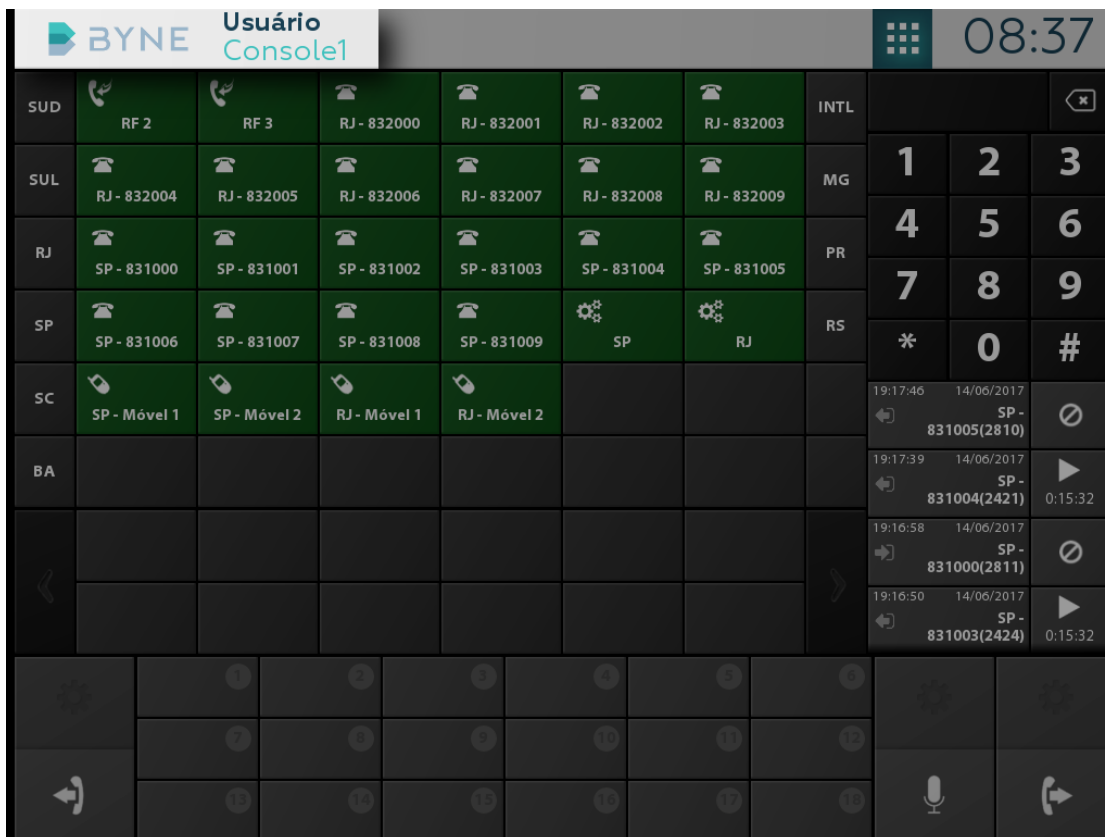 BYNE
Usuário
Console1
08:37
SUD
RF 2
RF 3
RJ - 832000
RJ - 832001
RJ - 832002
RJ - 832003
INTL
SUL
RJ - 832004
RJ - 832005
RJ - 832006
RJ - 832007
RJ - 832008
RJ - 832009
MG
RJ
SP - 831000
SP - 831001
SP - 831002
SP - 831003
SP - 831004
SP - 831005
PR
SP
SP - 831006
SP - 831007
SP - 831008
SP - 831009
SP
RJ
RS
SC
SP - Móvel 1
SP - Móvel 2
RJ - Móvel 1
RJ - Móvel 2
BA
1 2 3
4 5 6
7 8 9
* 0 #
19:17:46 14/06/2017
SP -
831005(2810)
19:17:39 14/06/2017
SP -
831004(2421)
0:15:32
19:16:58 14/06/2017
SP -
831000(2811)
19:16:50 14/06/2017
SP -
831003(2424)
0:15:32
1 2 3 4 5 6
7 8 9 10 11 12
13 14 15 16 17 18